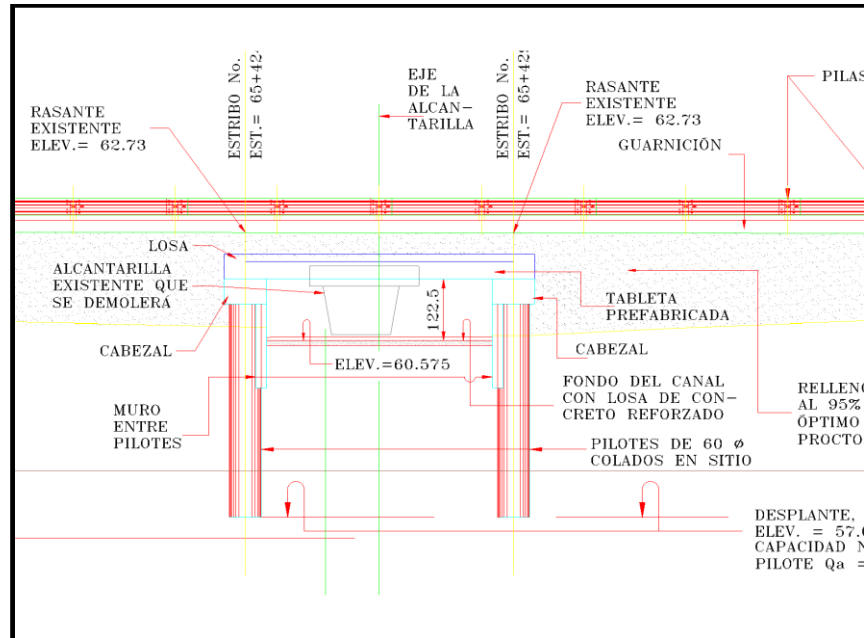 ESTRIBO No.
EST.= 65+42
EJE
DE LA
ALCAN-
TARILLA
ESTRIBO No.
EST.= 65+42
RASANTE
EXISTENTE
ELEV.= 62.73
RASANTE
EXISTENTE
ELEV.= 62.73
GUARNICIÓN
LOSA
ALCANTARILLA
EXISTENTE QUE
SE DEMOLERÁ
122.5
TABLETA
PREFABRICADA
CABEZAL
CABEZAL
ELEV.=60.575
MURO
ENTRE
PILOTES
FONDO DEL CANAL
CON LOSA DE CON-
CRETO REFORZADO
PILOTES DE 60 ø
COLADOS EN SITIO
AL 95%
ÓPTIMO
DESPLANTE,
ELEV. = 57.
CAPACIDAD
PILOTE Qa =